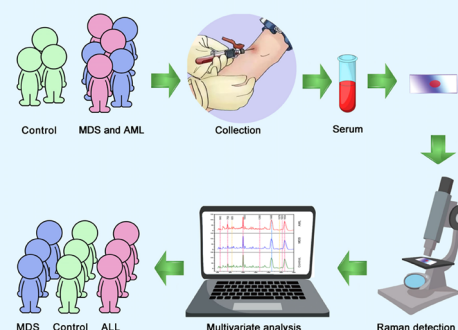 Control
MDS and AML
Collection
Serum
MDS
Control
ALL
Multivariate analysis
Raman detection